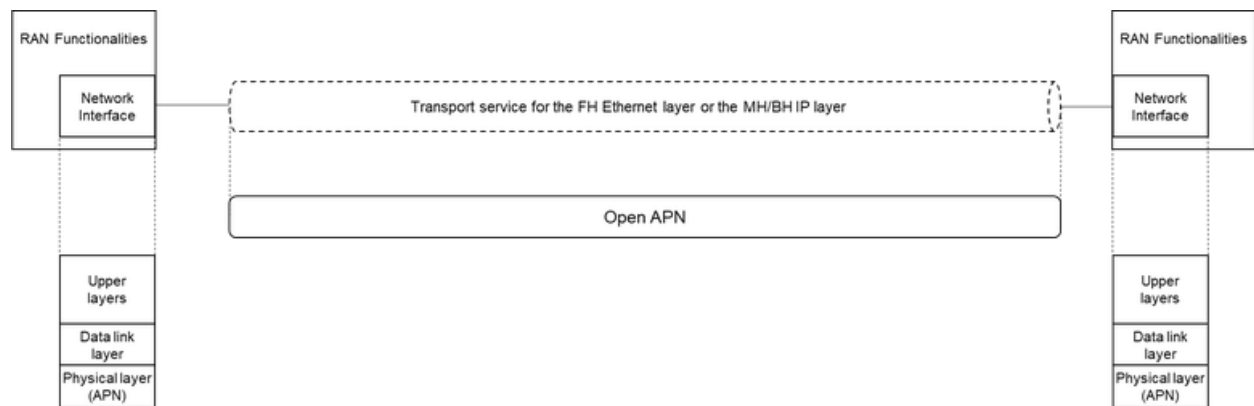 RAN Functionalities
Network
Interface
Transport service for the FH Ethernet layer or the MH/BH IP layer
RAN Functionalities
Network
Interface
Open APN
Upper
layers
Data link
layer
Physical layer
(APN)
Upper
layers
Data link
layer
Physical layer
(APN)